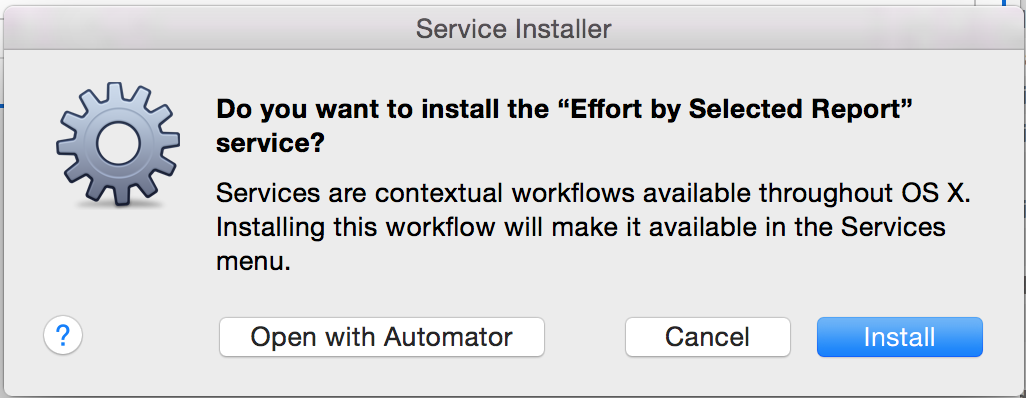 Service Installer
Do you want to install the “Effort by Selected Report”
service?
Services are contextual workflows available throughout OS X.
Installing this workflow will make it available in the Services
menu.
?
Open with Automator
Cancel
Install